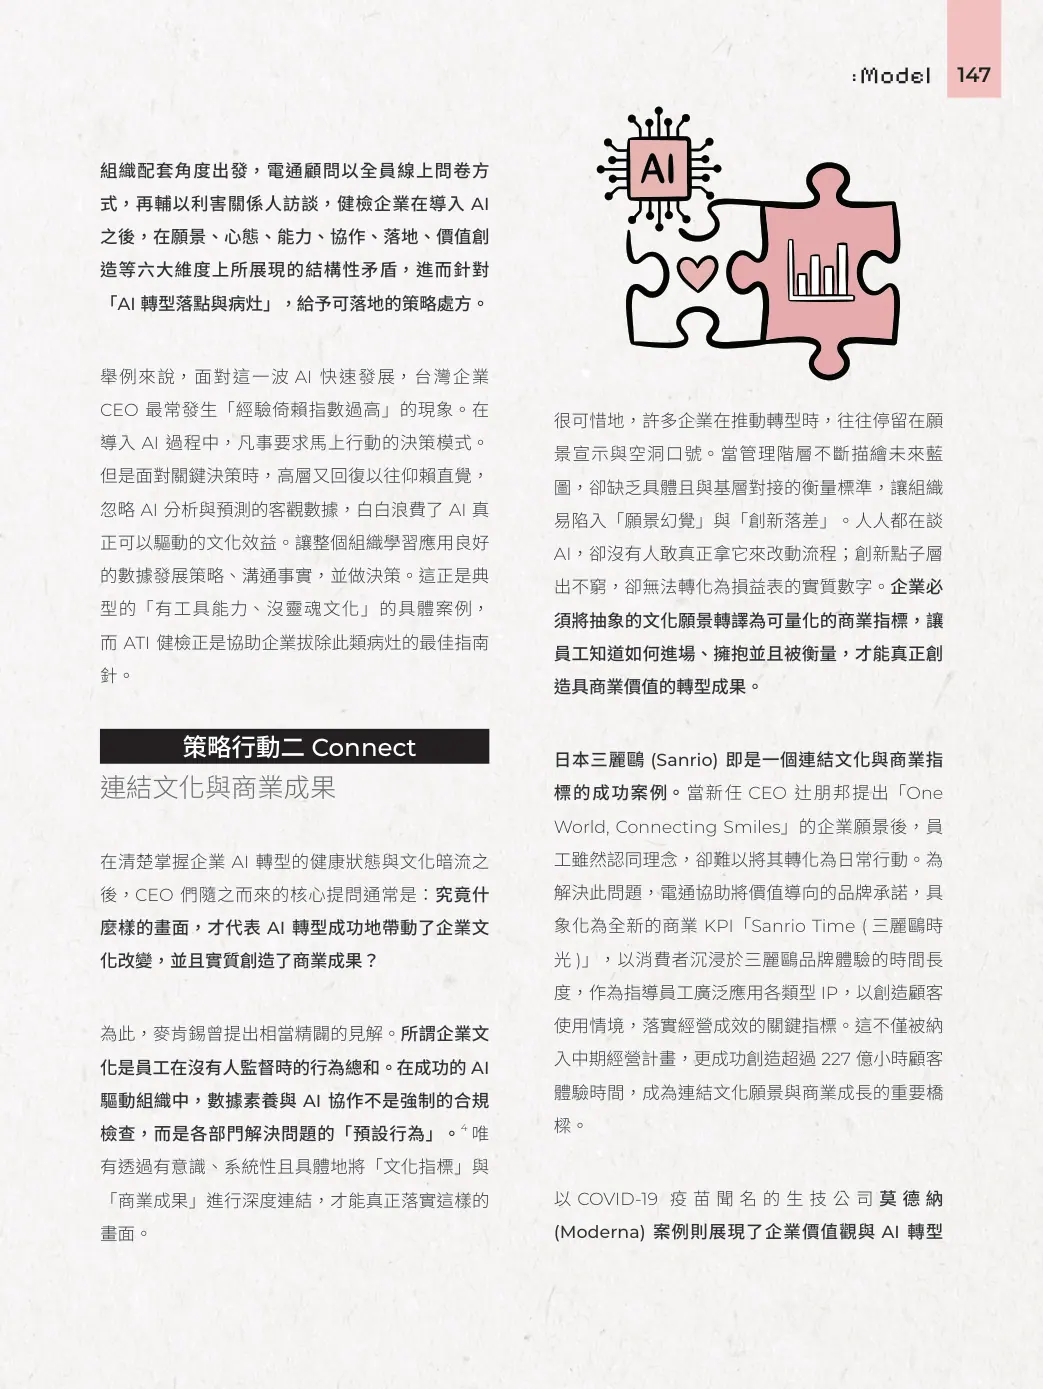 :Model 147
組織配套角度出發，電通顧問以全員線上問卷方
式，再輔以利害關係人訪談，健檢企業在導入 AI
之後，在願景、心態、能力、協作、落地、價值創
造等六大維度上所展現的結構性矛盾，進而針對
「AI 轉型落點與病灶」，給予可落地的策略處方。
舉例來說，面對這一波 AI 快速發展，台灣企業
CEO 最常發生「經驗倚賴指數過高」的現象。在
導入 AI 過程中，凡事要求馬上行動的決策模式。
但是面對關鍵決策時，高層又回復以往仰賴直覺，
忽略 AI 分析與預測的客觀數據，白白浪費了 AI 真
正可以驅動的文化效益。讓整個組織學習應用良好
的數據發展策略、溝通事實，並做決策。這正是典
型的「有工具能力、沒靈魂文化」的具體案例，
而 ATI 健檢正是協助企業拔除此類病灶的最佳指南
針。
策略行動二 Connect
連結文化與商業成果
在清楚掌握企業 AI 轉型的健康狀態與文化暗流之
後，CEO 們隨之而來的核心提問通常是：究竟什
麼樣的畫面，才代表 AI 轉型成功地帶動了企業文
化改變，並且實質創造了商業成果？
為此，麥肯錫曾提出相當精闢的見解。所謂企業文
化是員工在沒有人監督時的行為總和。在成功的 AI
驅動組織中，數據素養與 AI 協作不是強制的合規
檢查，而是各部門解決問題的「預設行為」。4 唯
有透過有意識、系統性且具體地將「文化指標」與
「商業成果」進行深度連結，才能真正落實這樣的
畫面。
AI
很可惜地，許多企業在推動轉型時，往往停留在願
景宣示與空洞口號。當管理階層不斷描繪未來藍
圖，卻缺乏具體且與基層對接的衡量標準，讓組織
易陷入「願景幻覺」與「創新落差」。人人都在談
AI，卻沒有人敢真正拿它來改動流程；創新點子層
出不窮，卻無法轉化為損益表的實質數字。企業必
須將抽象的文化願景轉譯為可量化的商業指標，讓
員工知道如何進場、擁抱並且被衡量，才能真正創
造具商業價值的轉型成果。
日本三麗鷗 (Sanrio) 即是一個連結文化與商業指
標的成功案例。當新任 CEO 辻朋邦提出「One
World, Connecting Smiles」的企業願景後，員
工雖然認同理念，卻難以將其轉化為日常行動。為
解決此問題，電通協助將價值導向的品牌承諾，具
象化為全新的商業 KPI「Sanrio Time ( 三麗鷗時
光 )」，以消費者沉浸於三麗鷗品牌體驗的時間長
度，作為指導員工廣泛應用各類型 IP，以創造顧客
使用情境，落實經營成效的關鍵指標。這不僅被納
入中期經營計畫，更成功創造超過 227 億小時顧客
體驗時間，成為連結文化願景與商業成長的重要橋
樑。
以 COVID-19 疫苗聞名的生技公司莫德納
(Moderna) 案例則展現了企業價值觀與 AI 轉型